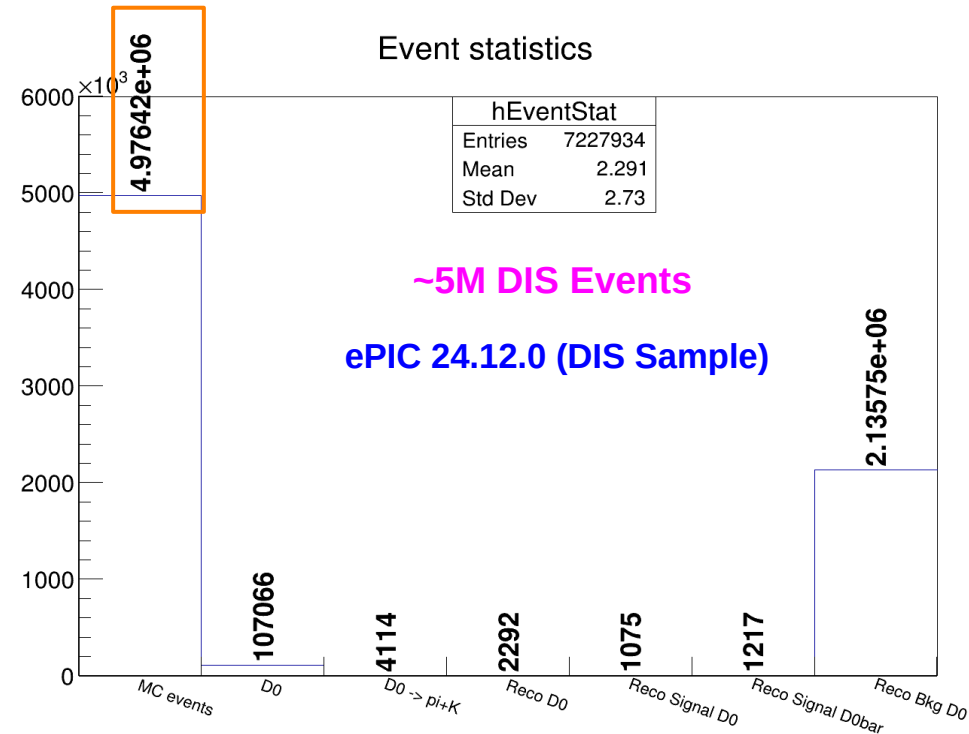 Event statistics
×10³
4.97642e+06
hEventStat
Entries 7227934
Mean 2.291
Std Dev 2.73
6000
5000
4000
3000
2000
1000
0
~5M DIS Events
ePIC 24.12.0 (DIS Sample)
107066
4114
2292
1075
1217
2.13575e+06
MC events
D0
D0 -> pi+K
Reco D0
Reco Signal D0
Reco Signal D0bar
Reco Bkg D0